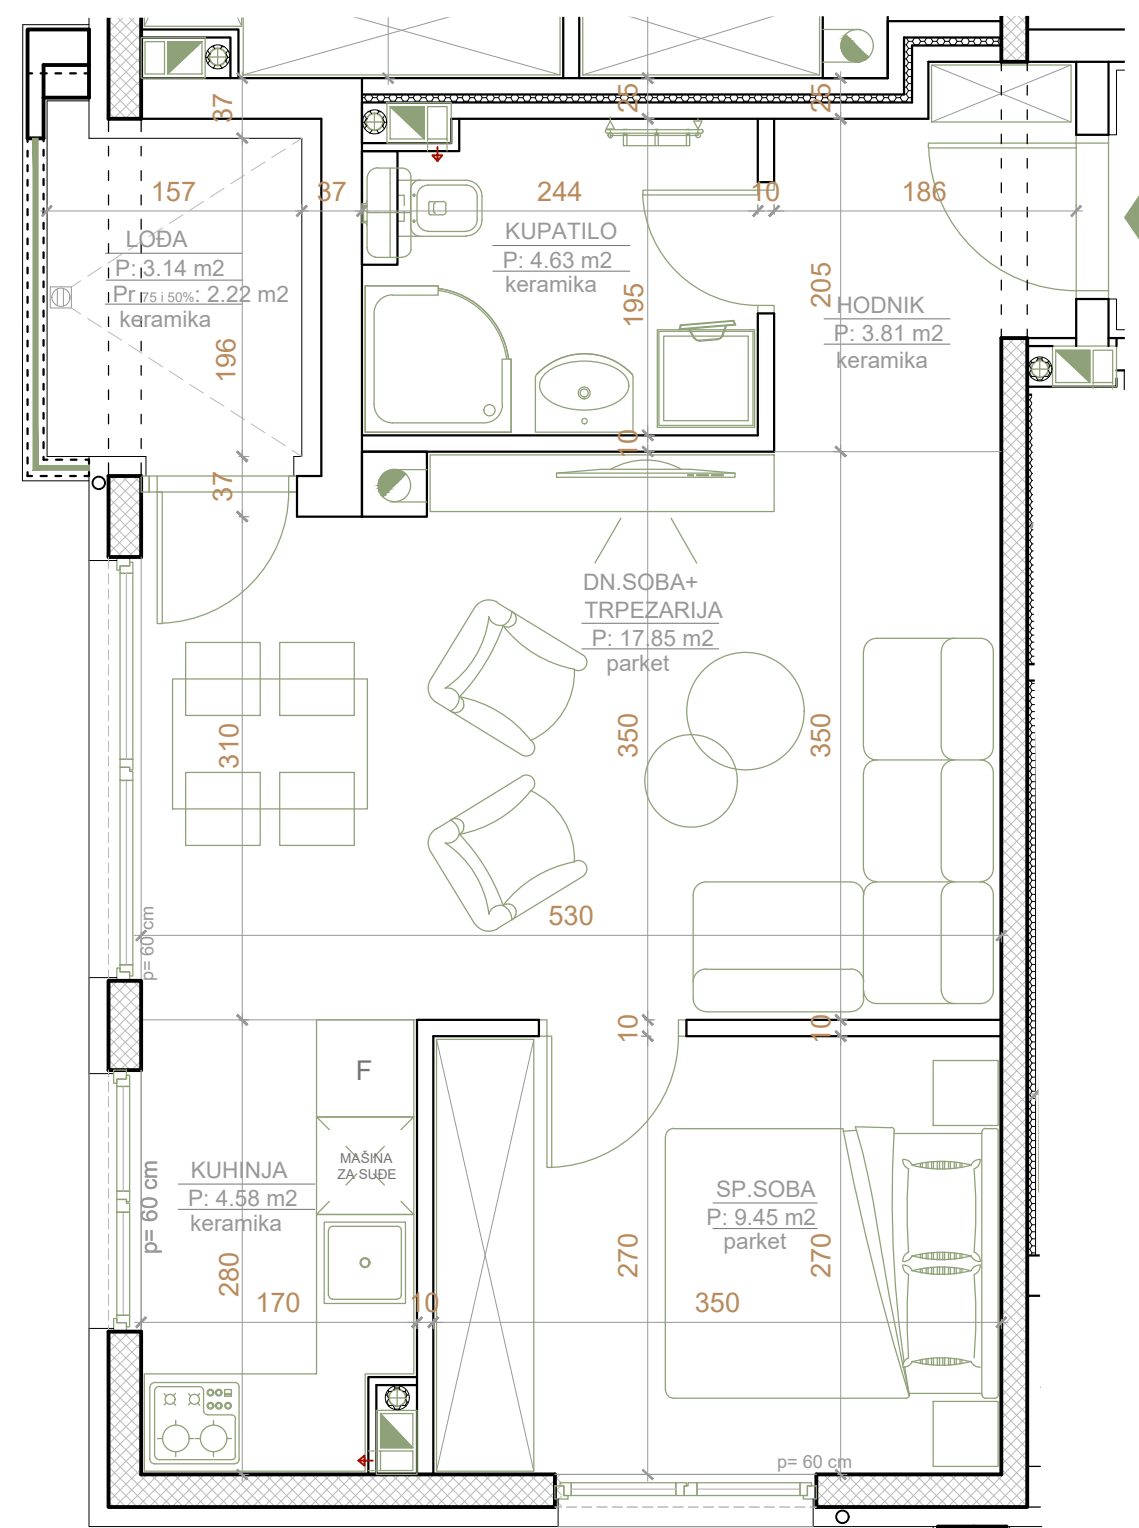 37
25
25
157
37
244
10
186
LOĐA
P: 3.14 m2
Pr 75 i 50%: 2.22 m2
keramika
KUPATILO
P: 4.63 m2
keramika
HODNIK
P: 3.81 m2
keramika
196
195
205
37
10
DN.SOBA+
TRPEZARIJA
P: 17.85 m2
parket
310
350
350
530
p= 60 cm
10
10
F
MAŠINA
ZA SUĐE
KUHINJA
P: 4.58 m2
keramika
p= 60 cm
SP.SOBA
P: 9.45 m2
parket
280
270
270
170
10
350
p= 60 cm